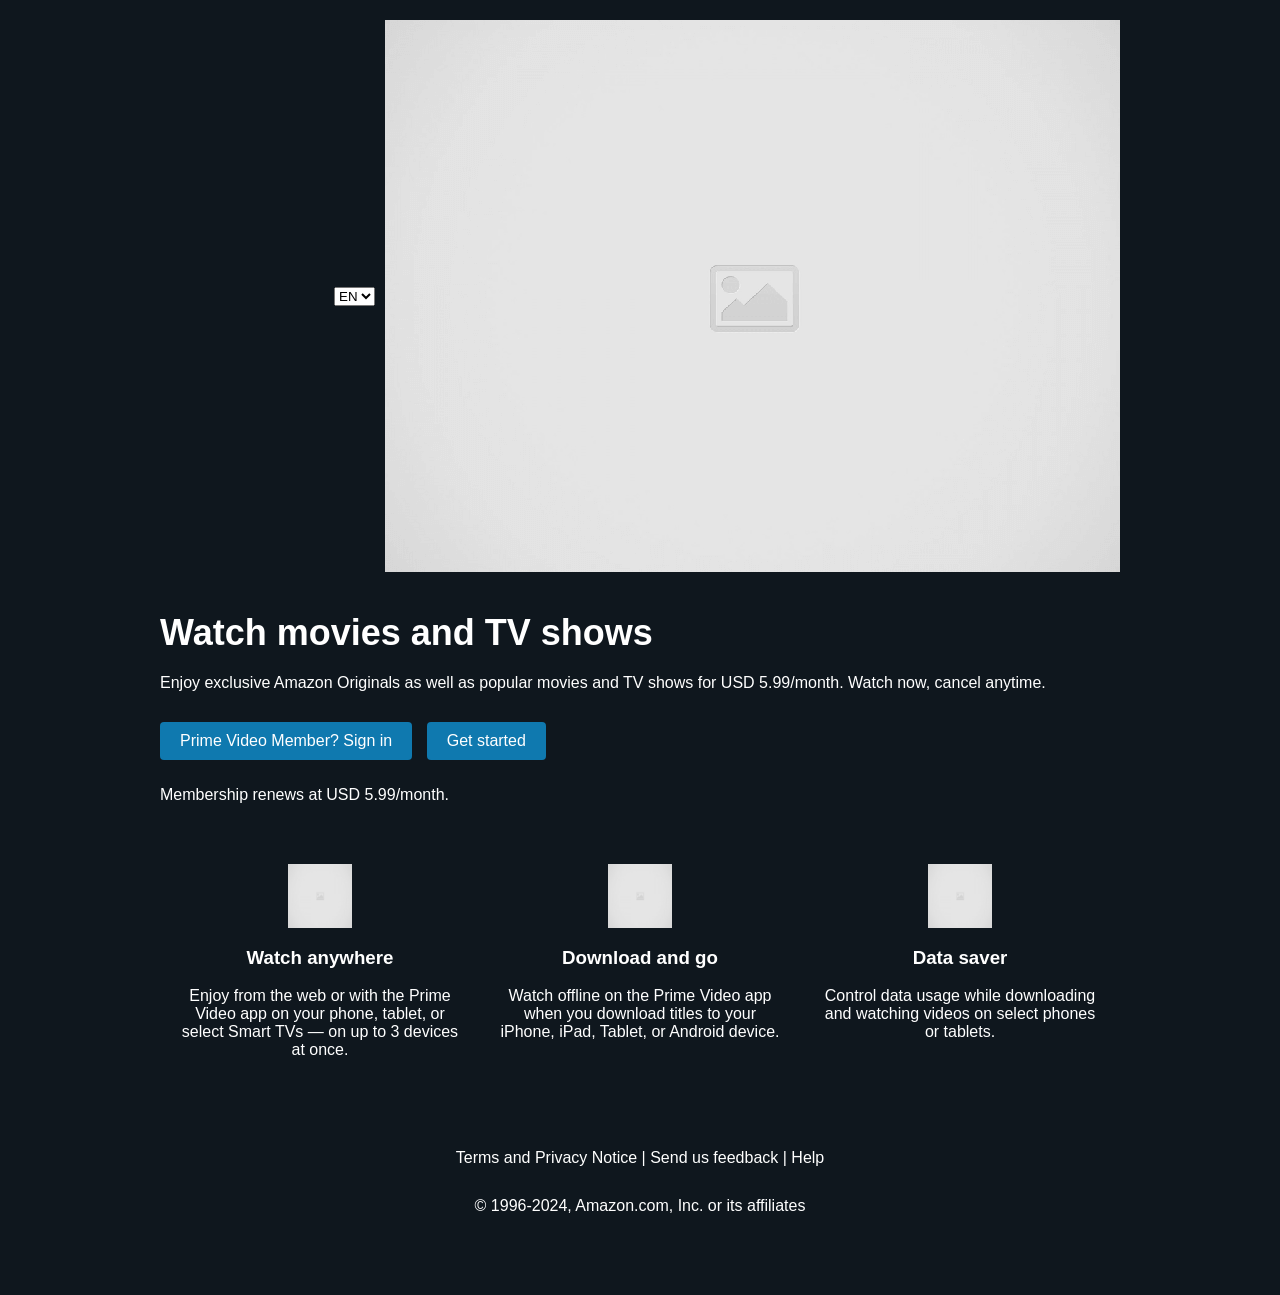 EN
Watch movies and TV shows
Enjoy exclusive Amazon Originals as well as popular movies and TV shows for USD 5.99/month. Watch now, cancel anytime.
Prime Video Member? Sign in
Get started
Membership renews at USD 5.99/month.
Watch anywhere
Enjoy from the web or with the Prime
Video app on your phone, tablet, or
select Smart TVs — on up to 3 devices
at once.
Download and go
Watch offline on the Prime Video app
when you download titles to your
iPhone, iPad, Tablet, or Android device.
Data saver
Control data usage while downloading
and watching videos on select phones
or tablets.
Terms and Privacy Notice | Send us feedback | Help
© 1996-2024, Amazon.com, Inc. or its affiliates